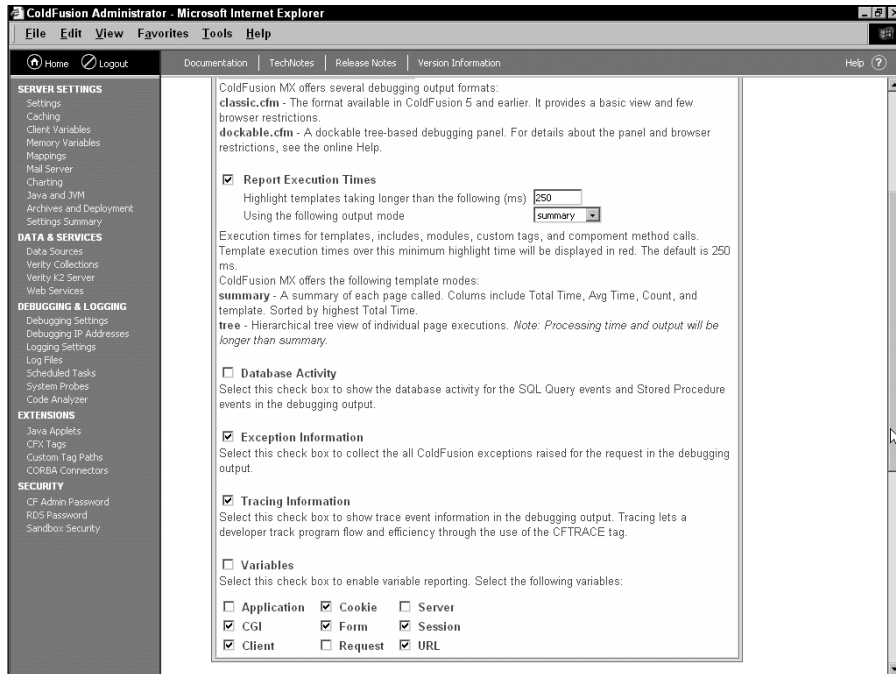 ColdFusion Administrator - Microsoft Internet Explorer
File Edit View Favorites Tools Help
Home Logout Documentation TechNotes Release Notes Version Information Help ?
SERVER SETTINGS
Settings
Caching
Client Variables
Memory Variables
Mappings
Mail Server
Charting
Java and JVM
Archives and Deployment
Settings Summary
DATA & SERVICES
Data Sources
Verity Collections
Verity K2 Server
Web Services
DEBUGGING & LOGGING
Debugging Settings
Debugging IP Addresses
Logging Settings
Log Files
Scheduled Tasks
System Probes
Code Analyzer
EXTENSIONS
Java Applets
CFX Tags
Custom Tag Paths
CORBA Connectors
SECURITY
CF Admin Password
RDS Password
Sandbox Security
ColdFusion MX offers several debugging output formats:
classic.cfm - The format available in ColdFusion 5 and earlier. It provides a basic view and few
browser restrictions.
dockable.cfm - A dockable tree-based debugging panel. For details about the panel and browser
restrictions, see the online Help.
Report Execution Times
Highlight templates taking longer than the following (ms) 250
Using the following output mode summary
Execution times for templates, includes, modules, custom tags, and compoment method calls.
Template execution times over this minimum highlight time will be displayed in red. The default is 250
ms.
ColdFusion MX offers the following template modes:
summary - A summary of each page called. Colums include Total Time, Avg Time, Count, and
template. Sorted by highest Total Time.
tree - Hierarchical tree view of individual page executions. Note: Processing time and output will be
longer than summary.
Database Activity
Select this check box to show the database activity for the SQL Query events and Stored Procedure
events in the debugging output.
Exception Information
Select this check box to collect the all ColdFusion exceptions raised for the request in the debugging
output.
Tracing Information
Select this check box to show trace event information in the debugging output. Tracing lets a
developer track program flow and efficiency through the use of the CFTRACE tag.
Variables
Select this check box to enable variable reporting. Select the following variables:
Application Cookie Server
CGI Form Session
Client Request URL